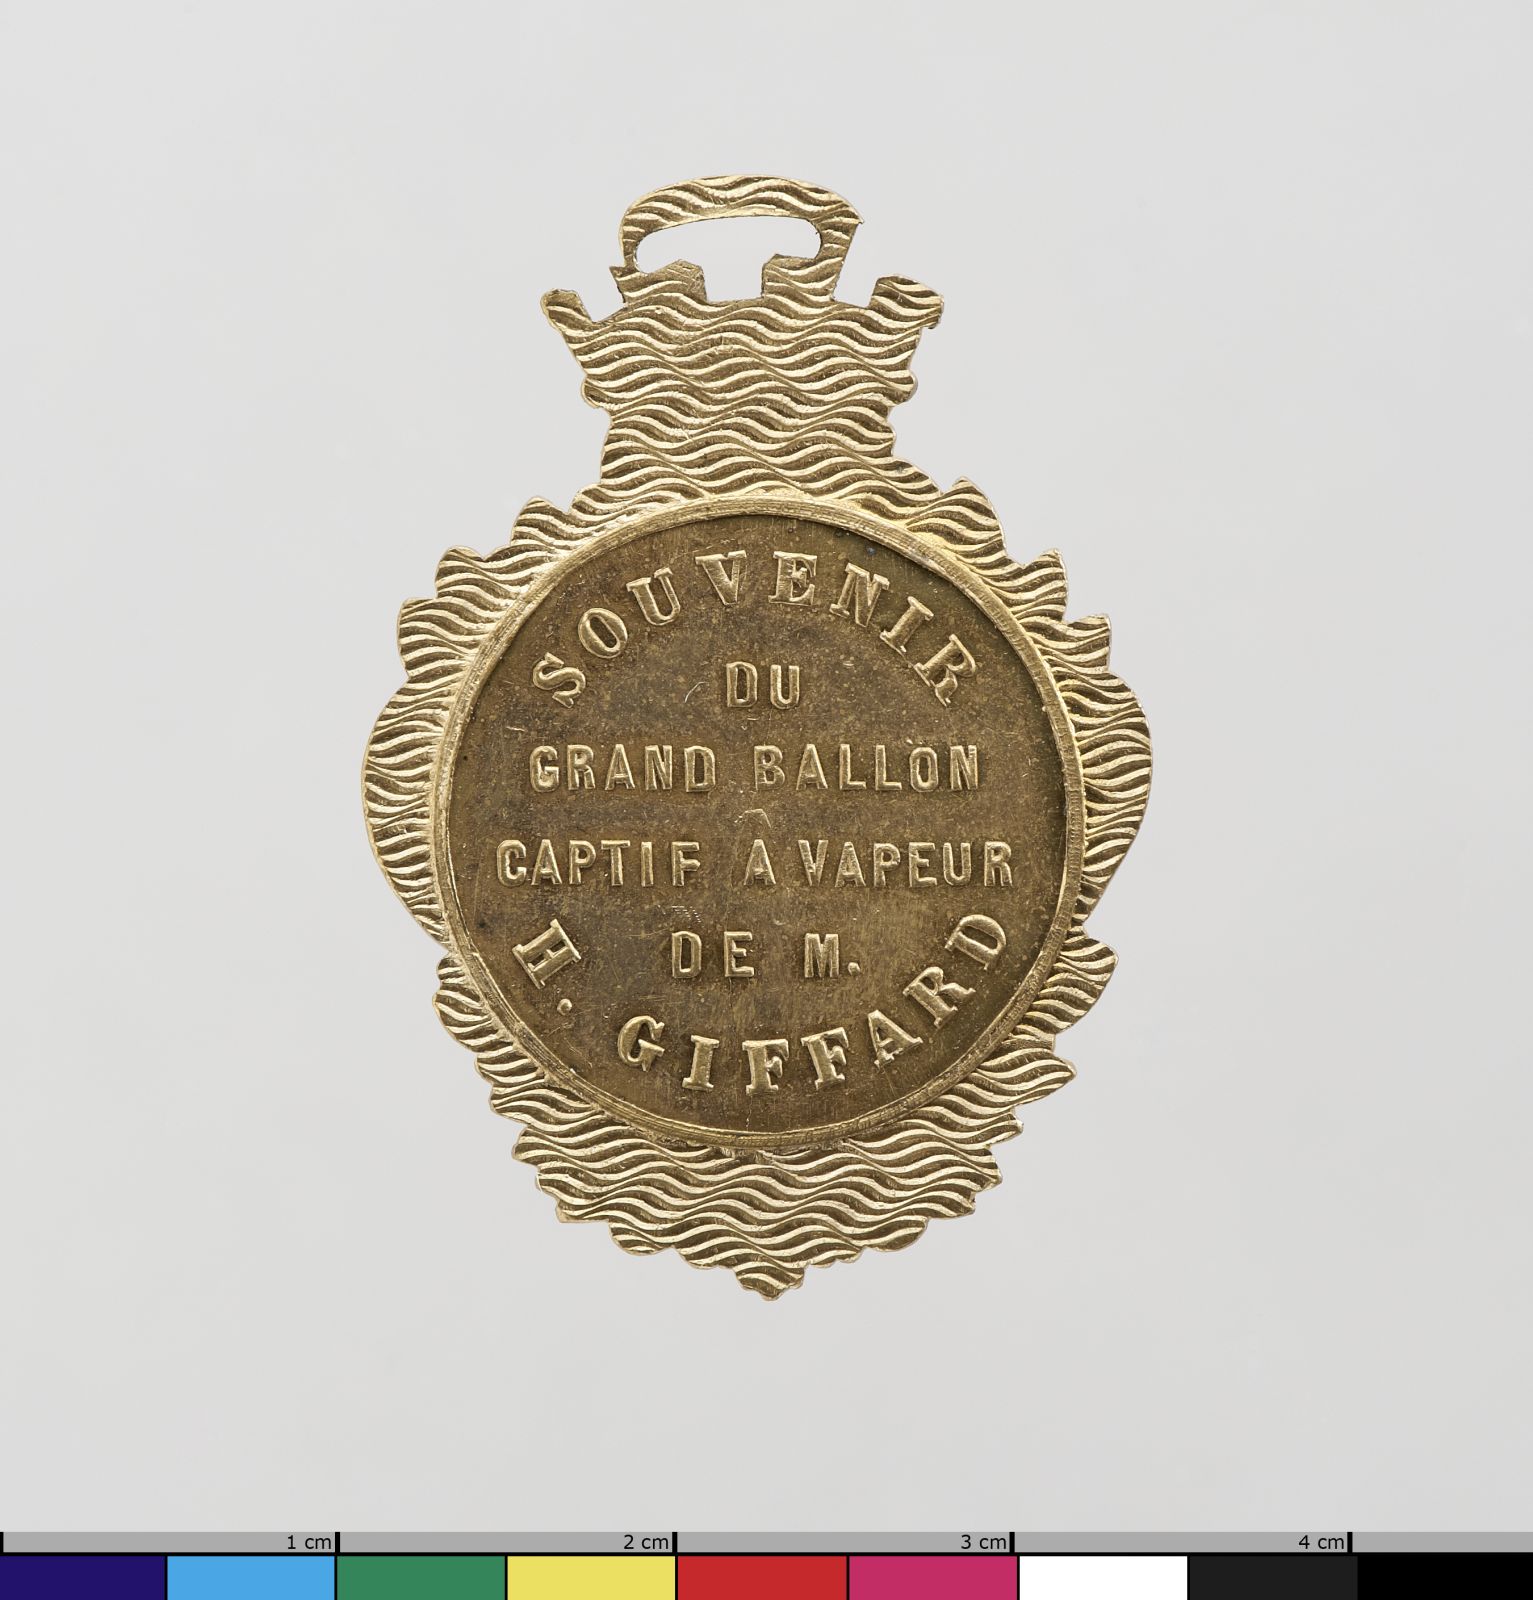 SOUVENIR
DU
GRAND BALLON
CAPTIF A VAPEUR
DE M.
H. GIFFARD
1 cm 2 cm 3 cm 4 cm